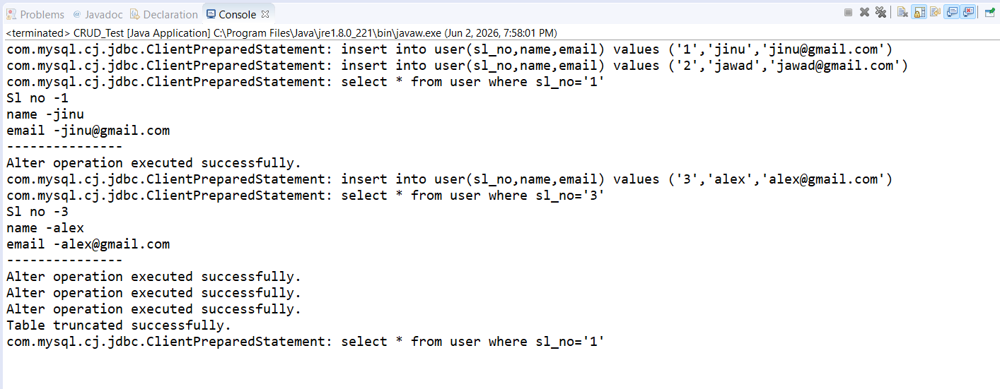 Problems @ Javadoc Declaration Console
<terminated> CRUD_Test [Java Application] C:\Program Files\Java\jre1.8.0_221\bin\javaw.exe (Jun 2, 2026, 7:58:01 PM)
com.mysql.cj.jdbc.ClientPreparedStatement: insert into user(sl_no,name,email) values ('1','jinu','jinu@gmail.com')
com.mysql.cj.jdbc.ClientPreparedStatement: insert into user(sl_no,name,email) values ('2','jawad','jawad@gmail.com')
com.mysql.cj.jdbc.ClientPreparedStatement: select * from user where sl_no='1'
Sl no -1
name -jinu
email -jinu@gmail.com
---------------
Alter operation executed successfully.
com.mysql.cj.jdbc.ClientPreparedStatement: insert into user(sl_no,name,email) values ('3','alex','alex@gmail.com')
com.mysql.cj.jdbc.ClientPreparedStatement: select * from user where sl_no='3'
Sl no -3
name -alex
email -alex@gmail.com
---------------
Alter operation executed successfully.
Alter operation executed successfully.
Alter operation executed successfully.
Table truncated successfully.
com.mysql.cj.jdbc.ClientPreparedStatement: select * from user where sl_no='1'